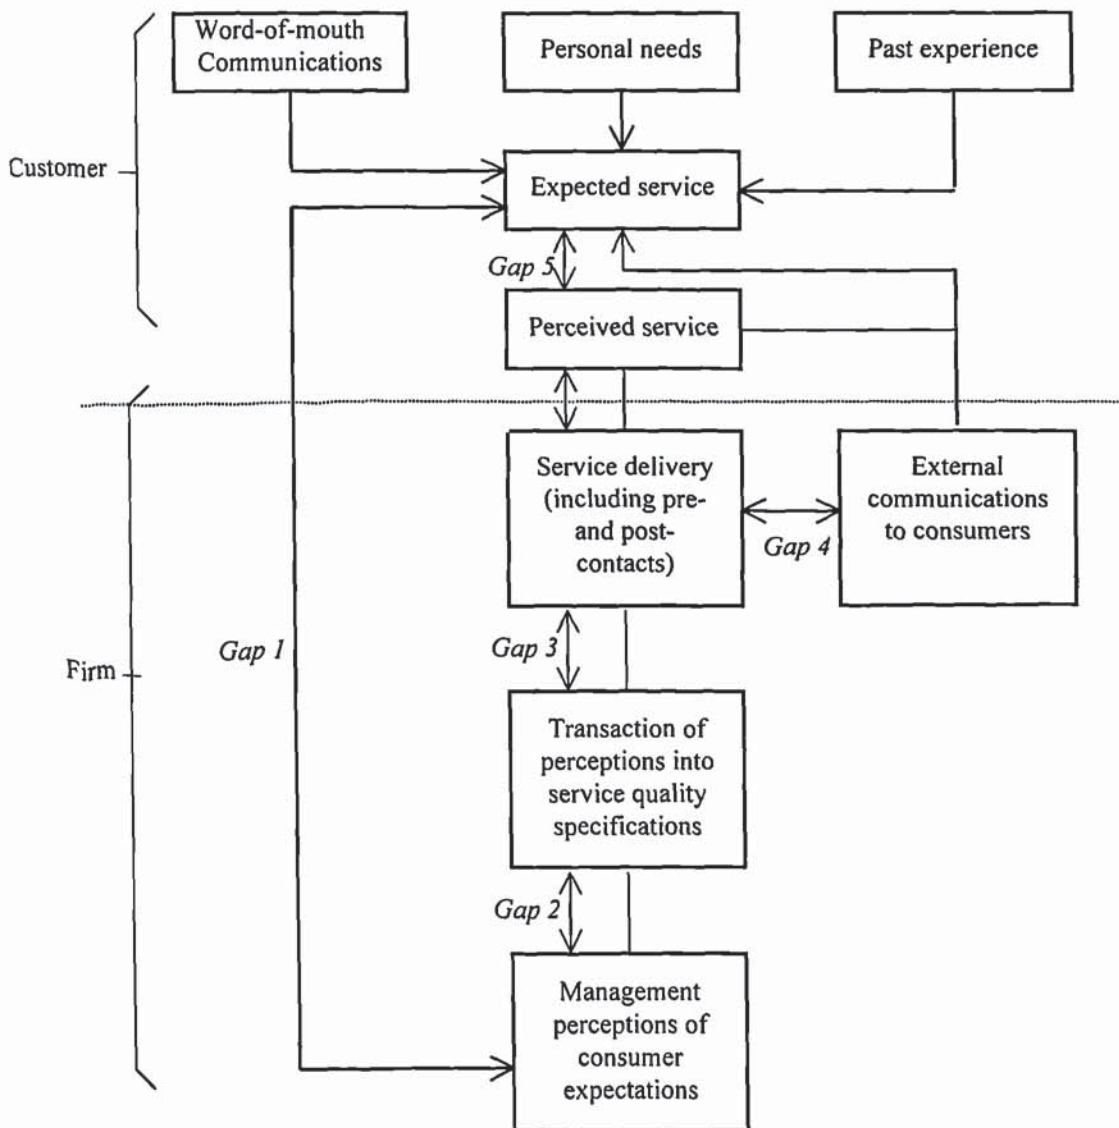 Word-of-mouth
Communications
Personal needs
Past experience
Customer
Expected service
Gap 5
Perceived service
Service delivery
(including pre-
and post-
contacts)
External
communications
to consumers
Gap 4
Gap 1
Gap 3
Firm
Transaction of
perceptions into
service quality
specifications
Gap 2
Management
perceptions of
consumer
expectations